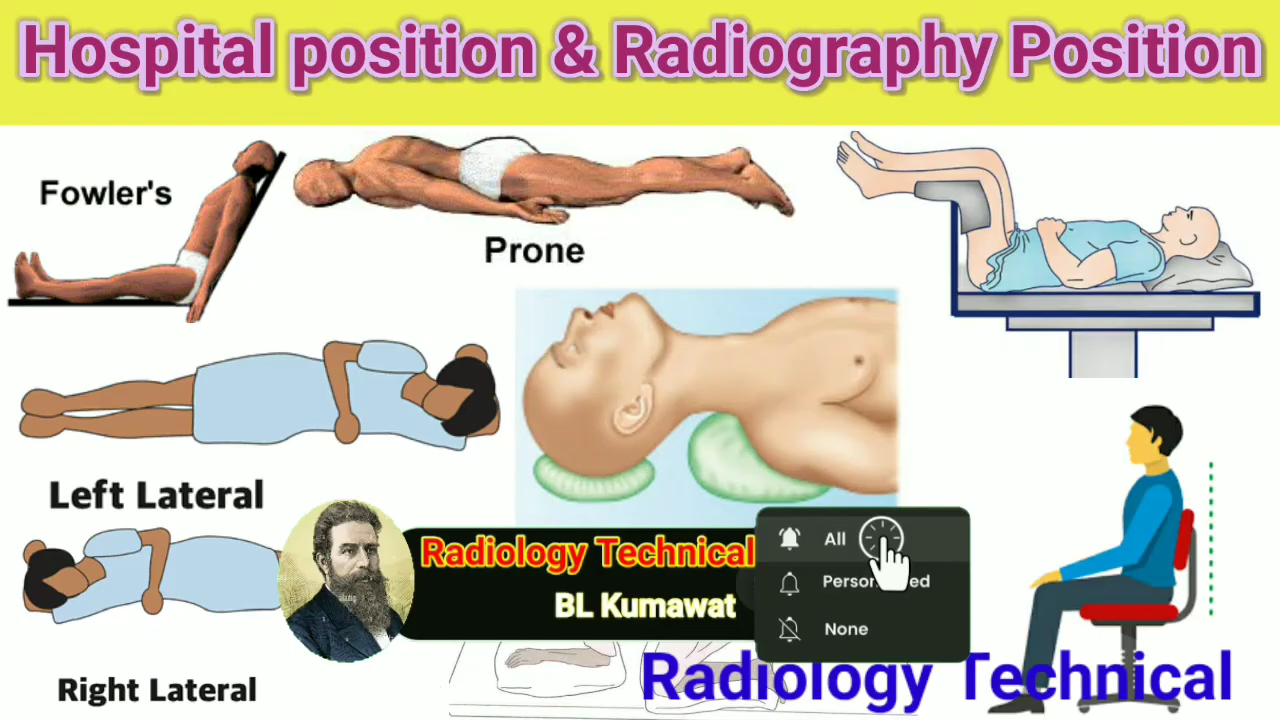 Hospital position & Radiography Position
Fowler's
Prone
Left Lateral
Radiology Technical
BL Kumawat
All
None
Right Lateral
Radiology Technical